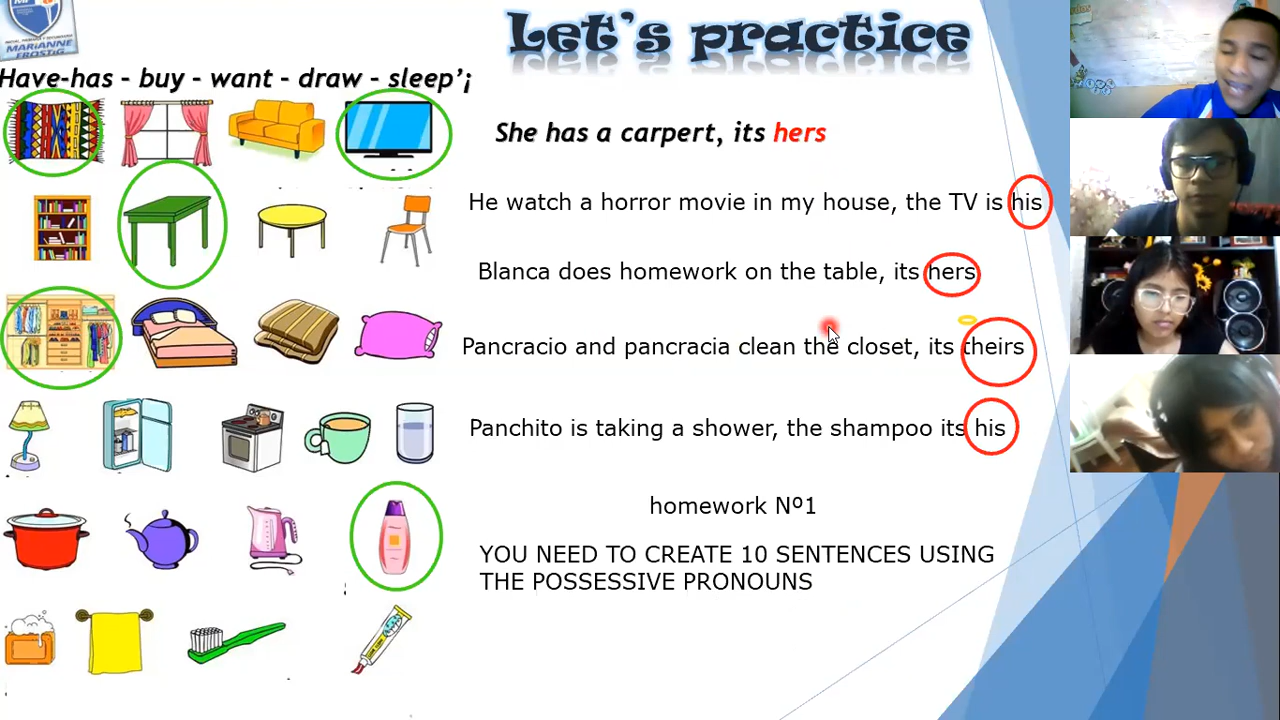 MARIANNE
FROSTIG
Let's practice
Have-has - buy - want - draw - sleep’¡
She has a carpert, its hers
He watch a horror movie in my house, the TV is his
Blanca does homework on the table, its hers
Pancracio and pancracia clean the closet, its theirs
Panchito is taking a shower, the shampoo its his
homework Nº1
YOU NEED TO CREATE 10 SENTENCES USING
THE POSSESSIVE PRONOUNS